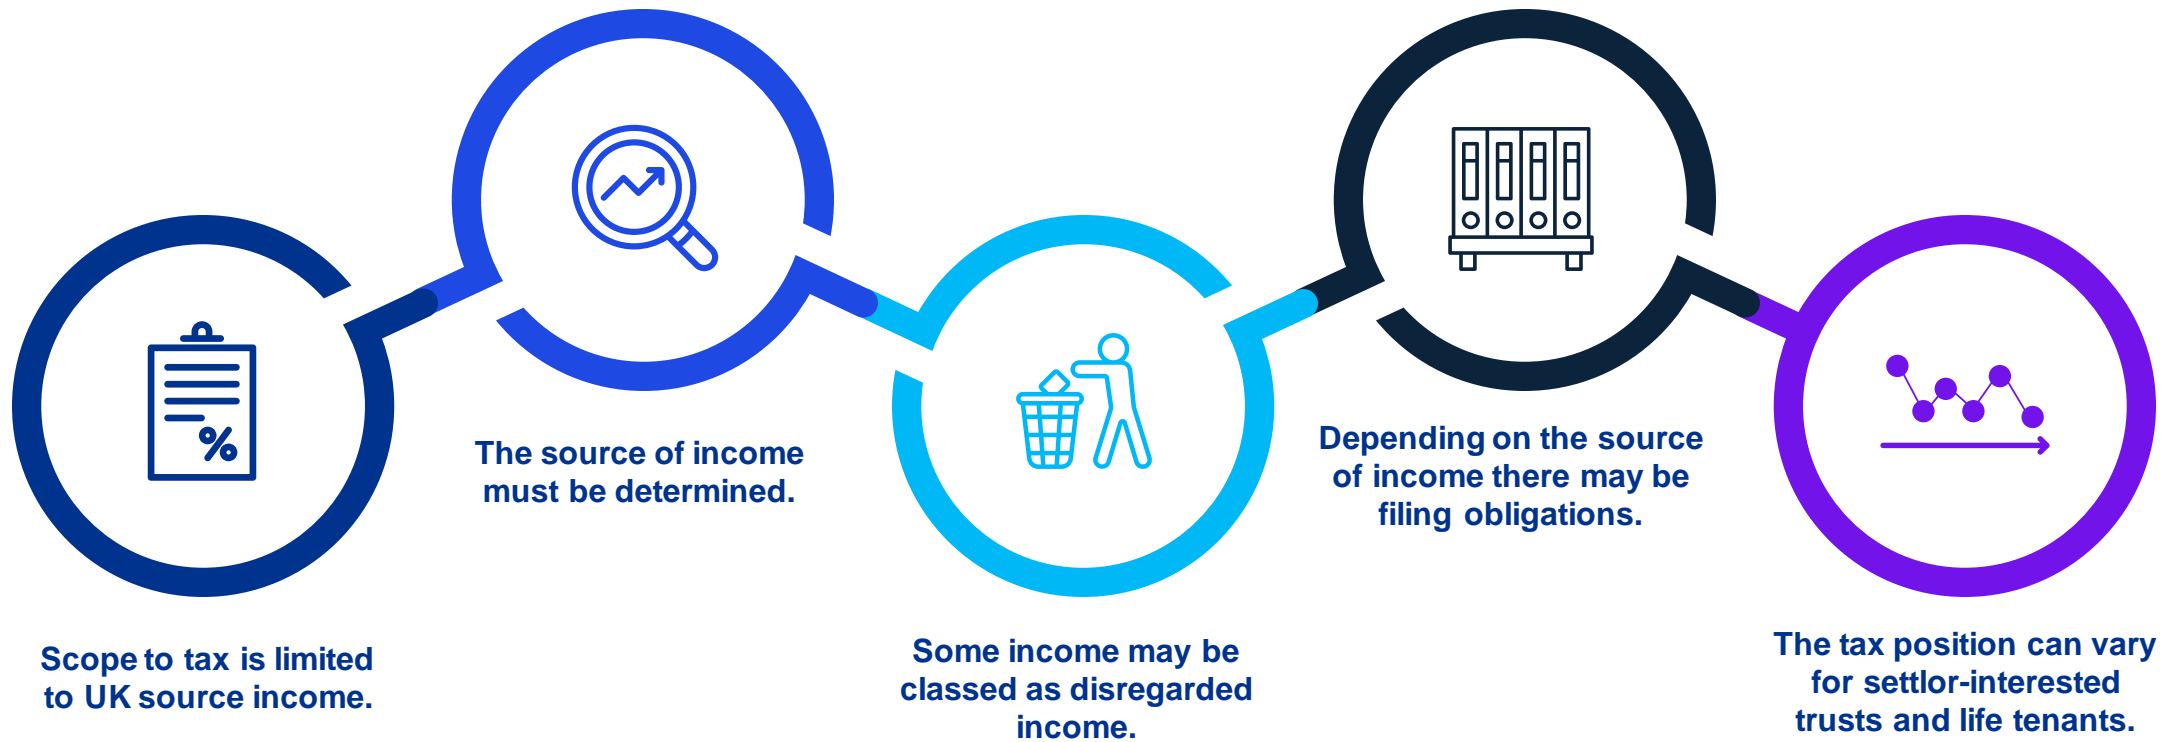 Scope to tax is limited
to UK source income.
The source of income
must be determined.
Some income may be
classed as disregarded
income.
Depending on the source
of income there may be
filing obligations.
The tax position can vary
for settlor-interested
trusts and life tenants.
%